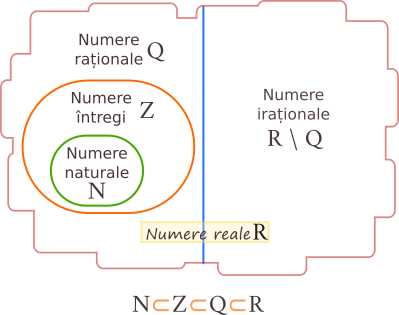 Numere
raționale Q
Numere
întregi Z
Numere
naturale
N
Numere
iraționale
R \ Q
Numere reale R
N⊂Z⊂Q⊂R